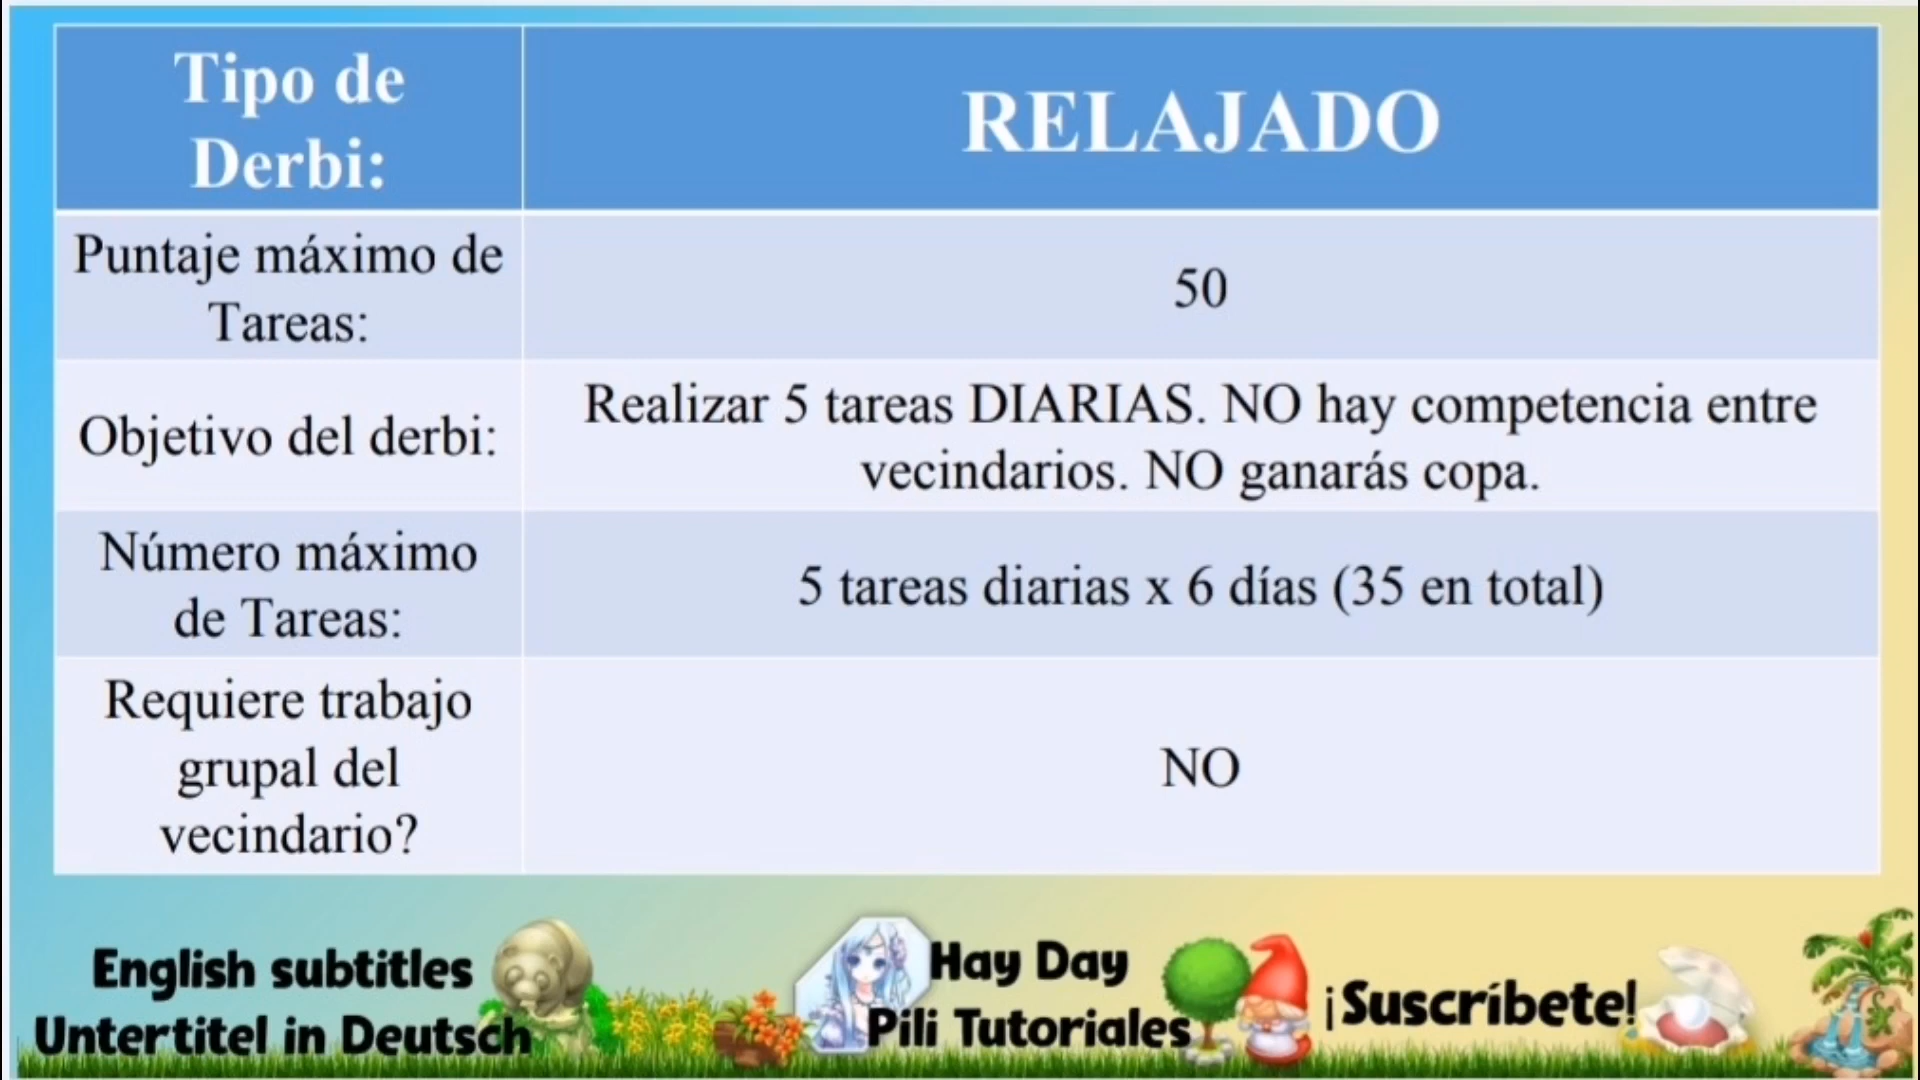 Tipo de
Derbi:
RELAJADO
Puntaje máximo de
Tareas:
50
Objetivo del derbi:
Realizar 5 tareas DIARIAS. NO hay competencia entre
vecindarios. NO ganarás copa.
Número máximo
de Tareas:
5 tareas diarias x 6 días (35 en total)
Requiere trabajo
grupal del
vecindario?
NO
English subtitles
Untertitel in Deutsch
Hay Day
Pili Tutoriales
¡Suscríbete!